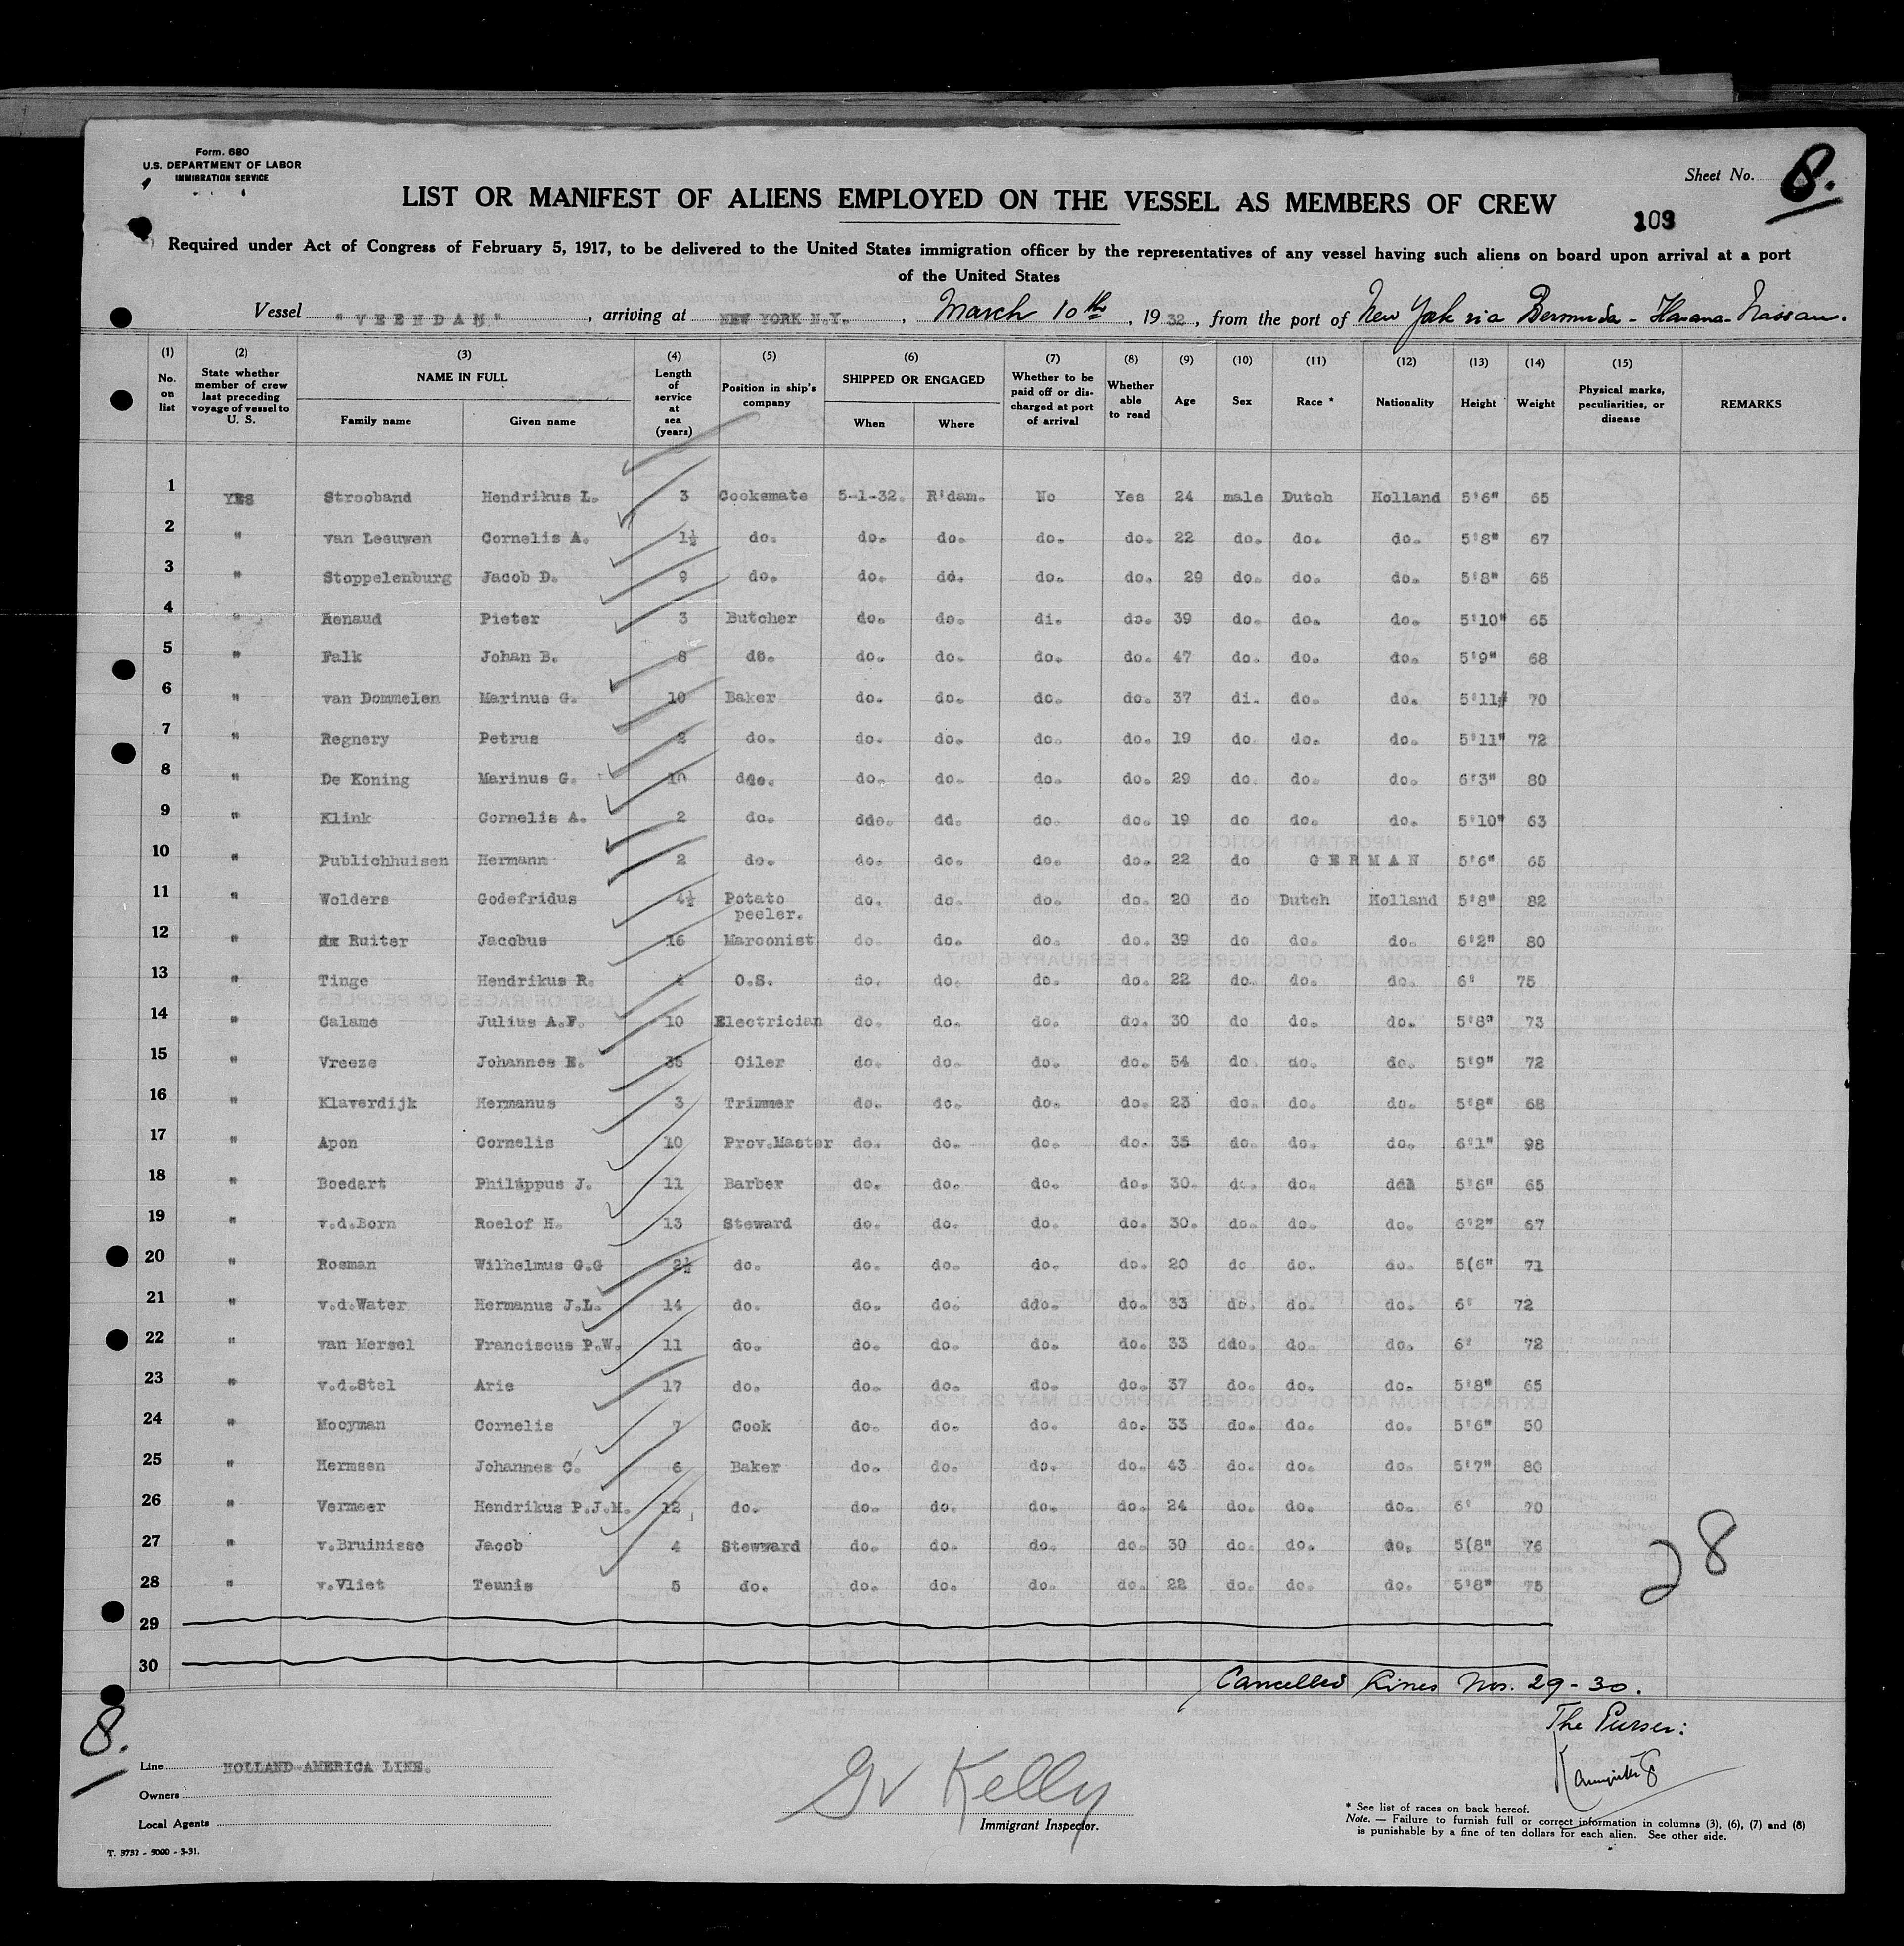 Form. 680
U.S. DEPARTMENT OF LABOR
IMMIGRATION SERVICE
Sheet No. 8.
LIST OR MANIFEST OF ALIENS EMPLOYED ON THE VESSEL AS MEMBERS OF CREW
103
Required under Act of Congress of February 5, 1917, to be delivered to the United States immigration officer by the representatives of any vessel having such aliens on board upon arrival at a port
of the United States
Vessel "VEENDAM", arriving at NEW YORK N.Y., March 10th, 1932, from the port of New York via Bermuda - Havana - Nassau.
(1) No. on list (2) State whether member of crew last preceding voyage of vessel to U. S. (3) NAME IN FULL Family name Given name (4) Length of service at sea (years) (5) Position in ship's company (6) SHIPPED OR ENGAGED When Where (7) Whether to be paid off or discharged at port of arrival (8) Whether able to read (9) Age (10) Sex (11) Race * (12) Nationality (13) Height (14) Weight (15) Physical marks, peculiarities, or disease REMARKS
1 YES Strooband Hendrikus L. 3 Cooksmate 5-1-32. R'dam. No Yes 24 male Dutch Holland 5'6" 65
2 " van Leeuwen Cornelis A. 1½ do. do. do. do. do. 22 do. do. do. 5'8" 67
3 " Stoppelenburg Jacob D. 9 do. do. dd. do. do. 29 do. do. do. 5'8" 65
4 " Renaud Pieter 3 Butcher do. do. di. do. 39 do. do. do. 5'10" 65
5 " Falk Johan B. 8 do. do. do. do. do. 47 do. do. do. 5'9" 68
6 " van Dommelen Marinus G. 10 Baker do. do. do. do. 37 di. do. do. 5'11" 70
7 " Regnery Petrus 2 do. do. do. do. do. 19 do do. do. 5'11" 72
8 " De Koning Marinus G. 10 ddo. do. do. do. do. 29 do. do. do. 6'3" 80
9 " Klink Cornelis A. 2 do. ddo. dd. do. do. 19 do do. do. 5'10" 63
10 " Publichhuisen Hermann 2 do. do. do. do. do. 22 do GERMAN 5'6" 65
11 " Wolders Godefridus 4½ Potato peeler. do. do. do. do. 20 do Dutch Holland 5'8" 82
12 " de Ruiter Jacobus 16 Marconist do. do. do. do. 39 do do. do. 6'2" 80
13 " Tinge Hendrikus R. 4 O.S. do. do. do. do. 22 do. do. do. 6' 75
14 " Calame Julius A.F. 10 Electrician do. do. do. do. 30 do do. do. 5'8" 73
15 " Vreeze Johannes E. 35 Oiler do. do. do. do. 54 do. do. do. 5'9" 72
16 " Klaverdijk Hermanus 3 Trimmer do. do. do. do. 23 do. do. do. 5'8" 68
17 " Apon Cornelis 10 Prov.Master do. do. do. do. 35 do. do. do. 6'1" 98
18 " Boedart Philippus J. 11 Barber do. do. do. do. 30. do. do. 5'6" 65
19 " v.d.Born Roelof H. 13 Steward do. do. do. do. 30. do. do. do. 6'2" 67
20 " Rosman Wilhelmus G.G 2½ do. do. do. do. do. 20 do do. do. 5(6" 71
21 " v.d.Water Hermanus J.L. 14 do. do. do. ddo. do. 33 do. do. do. 6' 72
22 " van Mersel Franciscus P.W. 11 do. do. do. do. do. 33 ddo. do. do. 6' 72
23 " v.d.Stel Arie 17 do. do. do. do. do. 37 do. do. do. 5'8" 65
24 " Mooyman Cornelis 7 Cook do. do. do. do. 33 do. do. do. 5'6" 50
25 " Hermsen Johannes C. 6 Baker do. do. do. do. 43 do. do. do. 5'7" 80
26 " Vermeer Hendrikus P.J.M. 12 do. do. do. do. do. 24 do. do. do. 6' 70
27 " v.Bruinisse Jacob 4 Stewward do. do. do. do 30 do. do. do. 5(8" 76
28 " v.Vliet Teunis 5 do. do. do. do. do. 22 do. do. do. 5'8" 75
28
29
30
Cancelled Lines Nos. 29-30.
The Purser:
8.
Line HOLLAND-AMERICA LINE.
Owners
Local Agents
T. 3732 - 5000 - 3-31.
Gv Kelly
Immigrant Inspector.
* See list of races on back hereof.
Note. — Failure to furnish full or correct information in columns (3), (6), (7) and (8)
is punishable by a fine of ten dollars for each alien. See other side.